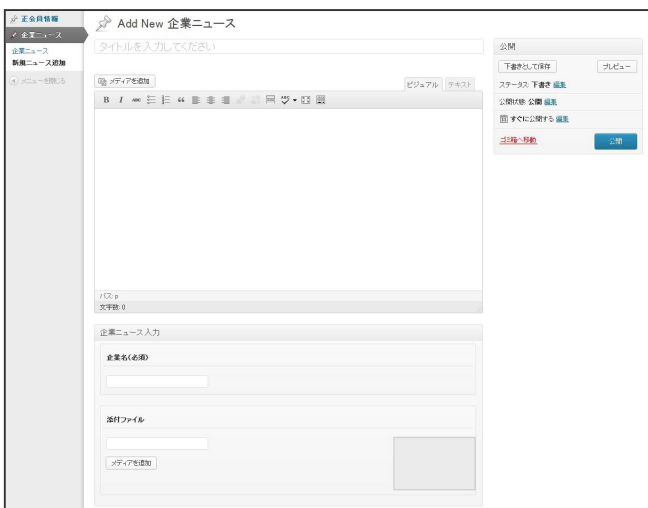 正会員情報
企業ニュース
企業ニュース
新規ニュース追加
メニューを閉じる
Add New 企業ニュース
タイトルを入力してください
メディアを追加
ビジュアル テキスト
B I ABC
パス: p
文字数: 0
企業ニュース入力
企業名(必須)
添付ファイル
メディアを追加
公開
下書きとして保存 プレビュー
ステータス: 下書き 編集
公開状態: 公開 編集
すぐに公開する 編集
ゴミ箱へ移動 公開